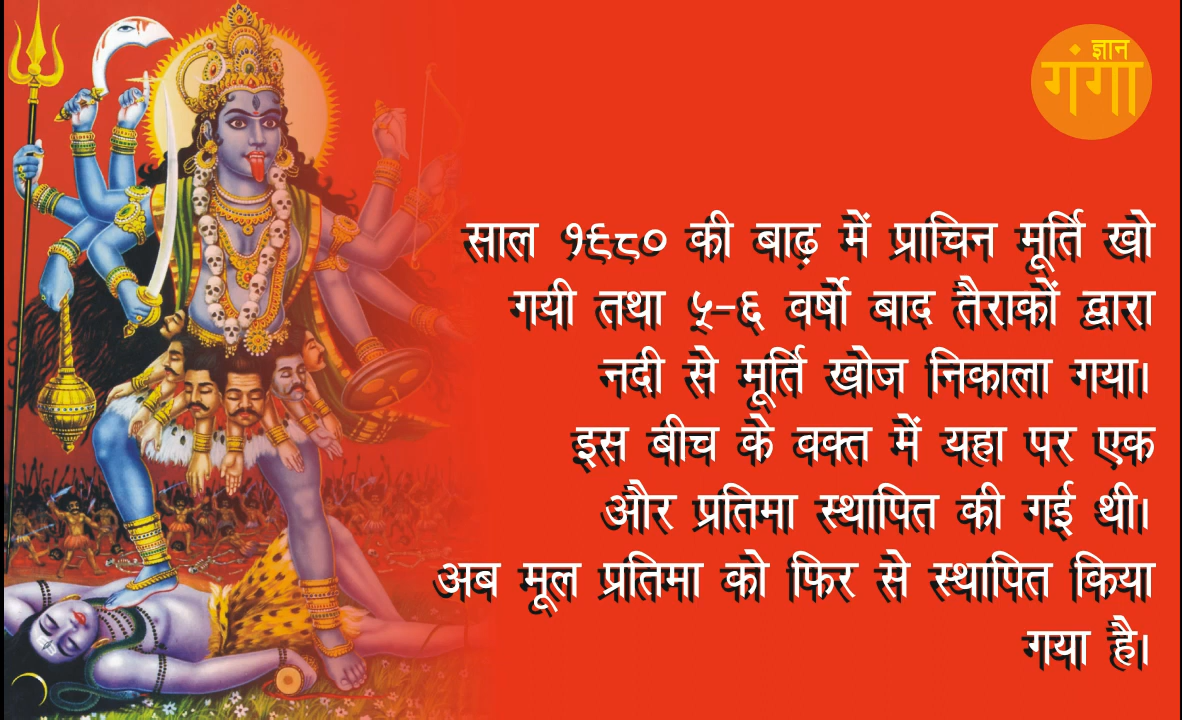 ज्ञान
गंगा
साल १९८० की बाढ़ में प्राचिन मूर्ति खो
गयी तथा ५-६ वर्षो बाद तैराकों द्वारा
नदी से मूर्ति खोज निकाला गया।
इस बीच के वक्त में यहा पर एक
और प्रतिमा स्थापित की गई थी।
अब मूल प्रतिमा को फिर से स्थापित किया
गया है।